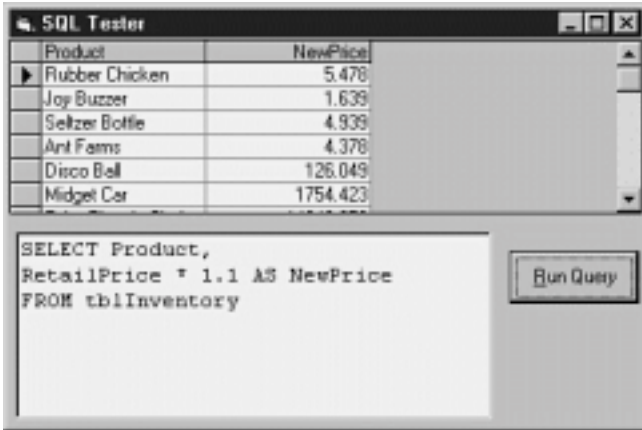 SQL Tester
Product NewPrice
Rubber Chicken 5.478
Joy Buzzer 1.639
Seltzer Bottle 4.939
Ant Farms 4.378
Disco Ball 126.049
Midget Car 1754.423
SELECT Product,
RetailPrice * 1.1 AS NewPrice
FROM tblInventory
Run Query